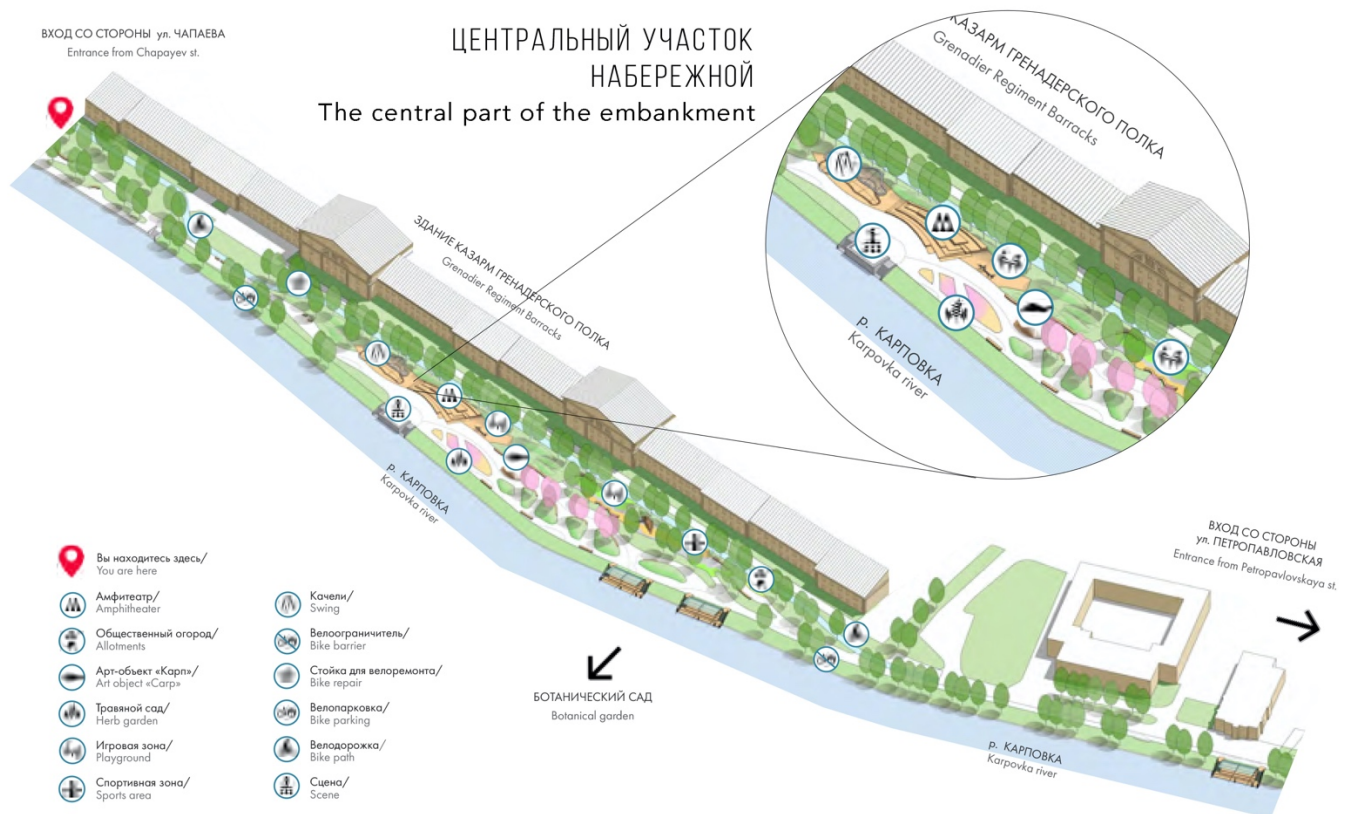 ВХОД СО СТОРОНЫ ул. ЧАПАЕВА
Entrance from Chapayev st.
ЦЕНТРАЛЬНЫЙ УЧАСТОК
НАБЕРЕЖНОЙ
The central part of the embankment
КАЗАРМ ГРЕНАДЕРСКОГО ПОЛКА
Grenadier Regiment Barracks
р. КАРПОВКА
Karpovka river
ЗДАНИЕ КАЗАРМ ГРЕНАДЕРСКОГО ПОЛКА
Grenadier Regiment Barracks
р. КАРПОВКА
Karpovka river
ВХОД СО СТОРОНЫ
ул. ПЕТРОПАВЛОВСКАЯ
Entrance from Petropavlovskaya st.
БОТАНИЧЕСКИЙ САД
Botanical garden
р. КАРПОВКА
Karpovka river
Вы находитесь здесь/
You are here
Амфитеатр/
Amphitheater
Общественный огород/
Allotments
Арт-объект «Карп»/
Art object «Carp»
Травяной сад/
Herb garden
Игровая зона/
Playground
Спортивная зона/
Sports area
Качели/
Swing
Велоограничитель/
Bike barrier
Стойка для велоремонта/
Bike repair
Велопарковка/
Bike parking
Велодорожка/
Bike path
Сцена/
Scene